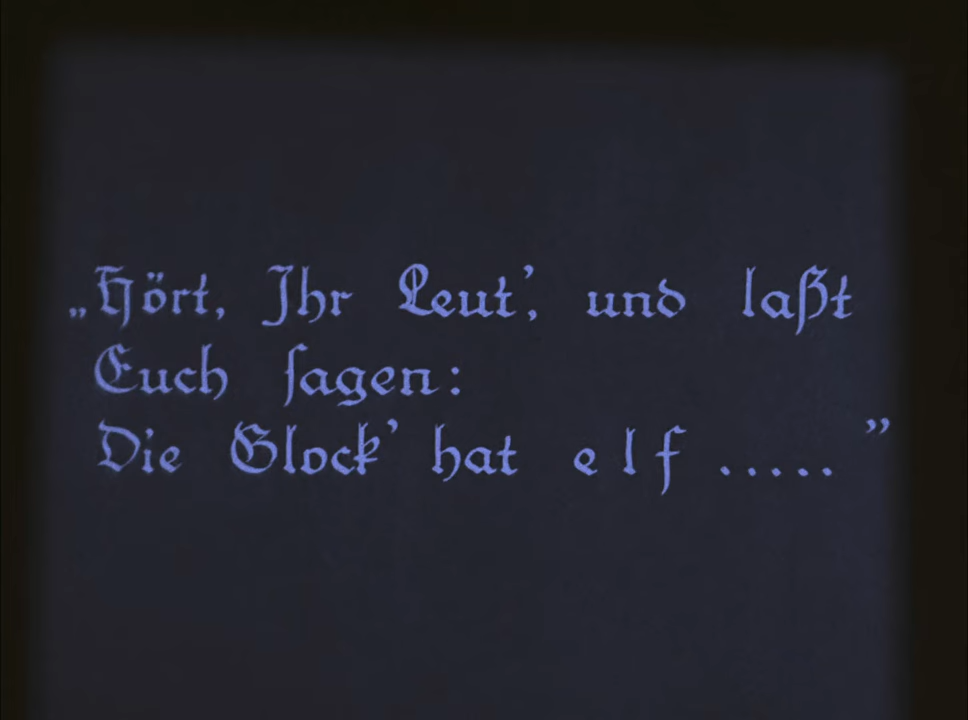 „Hört, Ihr Leut', und laßt
Euch ſagen:
Die Glock' hat elf ....."